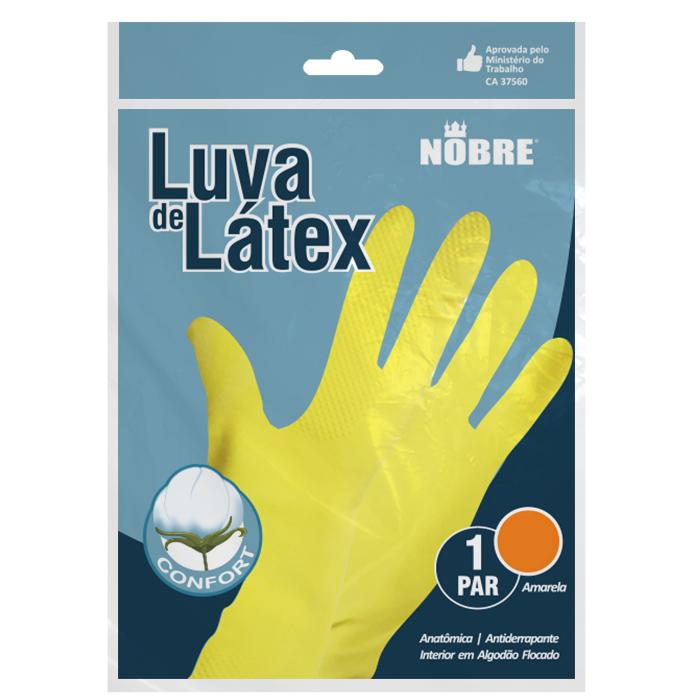 Aprovada pelo
Ministério do
Trabalho
CA 37560
NOBRE®
Luva
de Látex
CONFORT
1
PAR
Amarela
Anatômica | Antiderrapante
Interior em Algodão Flocado